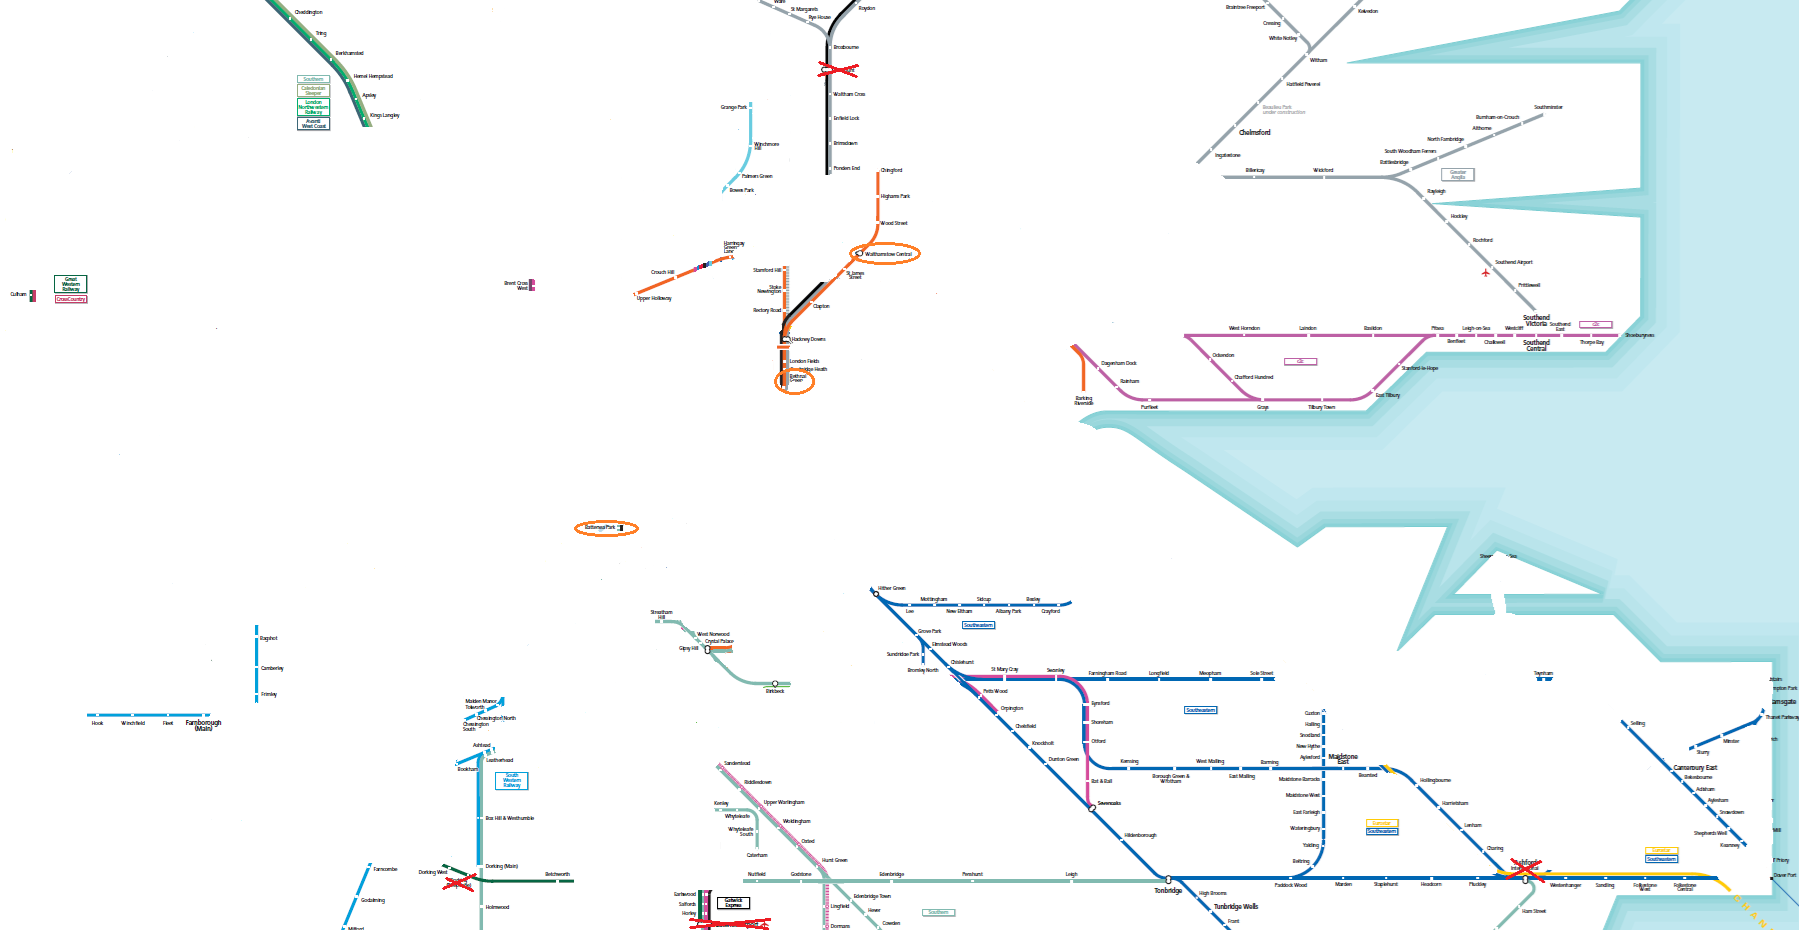 Cheddington
Tring
Berkhamsted
Hemel Hempstead
Apsley
Kings Langley
Southern
Caledonian
Sleeper
London
Northwestern
Railway
Avanti
West Coast
Ware
St Margarets
Rye House
Roydon
Broxbourne
Waltham Cross
Enfield Lock
Brimsdown
Ponders End
Grange Park
Winchmore
Hill
Palmers Green
Bowes Park
Chingford
Highams Park
Wood Street
Walthamstow Central
St James
Street
Harringay
Green
Lanes
Crouch Hill
Upper Holloway
Stamford Hill
Stoke
Newington
Rectory Road
Clapton
Hackney Downs
London Fields
Cambridge Heath
Bethnal
Green
Brent Cross
West
Culham
Great
Western
Railway
CrossCountry
Braintree Freeport
Cressing
White Notley
Kelvedon
Witham
Hatfield Peverel
Beaulieu Park
under construction
Chelmsford
Ingatestone
Billericay
Wickford
Southminster
Burnham-on-Crouch
Althorne
North Fambridge
South Woodham Ferrers
Battlesbridge
Greater
Anglia
Rayleigh
Hockley
Rochford
Southend Airport
Prittlewell
Southend
Victoria
Southend
Central
West Horndon
Laindon
Basildon
Pitsea
Benfleet
Leigh-on-Sea
Chalkwell
Westcliff
Southend
East
Thorpe Bay
Shoeburyness
c2c
Ockendon
c2c
Chafford Hundred
Dagenham Dock
Rainham
Barking
Riverside
Purfleet
Grays
Tilbury Town
East Tilbury
Stanford-le-Hope
Battersea Park
Streatham
Hill
West Norwood
Gipsy Hill
Crystal Palace
Birkbeck
Hither Green
Lee
Mottingham
New Eltham
Sidcup
Albany Park
Bexley
Crayford
Southeastern
Grove Park
Elmstead Woods
Sundridge Park
Bromley North
Chislehurst
St Mary Cray
Swanley
Farningham Road
Longfield
Meopham
Sole Street
Petts Wood
Orpington
Chelsfield
Knockholt
Dunton Green
Eynsford
Shoreham
Otford
Bat & Ball
Sevenoaks
Southeastern
Kemsing
Borough Green &
Wrotham
West Malling
East Malling
Barming
Maidstone
East
Bearsted
Hollingbourne
Harrietsham
Lenham
Charing
Cuxton
Halling
Snodland
New Hythe
Aylesford
Maidstone Barracks
Maidstone West
East Farleigh
Wateringbury
Yalding
Beltring
Eurostar
Southeastern
Hildenborough
Tonbridge
High Brooms
Tunbridge Wells
Frant
Paddock Wood
Marden
Staplehurst
Headcorn
Pluckley
Ashford
International
Westenhanger
Sandling
Folkestone
West
Folkestone
Central
Eurostar
Southeastern
Ham Street
Teynham
Selling
Sturry
Minster
Thanet Parkway
Canterbury East
Bekesbourne
Adisham
Aylesham
Snowdown
Shepherds Well
Kearsney
Dover Port
Bagshot
Camberley
Frimley
Hook
Winchfield
Fleet
Farnborough
(Main)
Malden Manor
Tolworth
Chessington North
Chessington
South
Ashtead
Leatherhead
Bookham
South
Western
Railway
Box Hill & Westhumble
Dorking (Main)
Dorking West
Betchworth
Holmwood
Farncombe
Godalming
Milford
Sanderstead
Riddlesdown
Upper Warlingham
Woldingham
Oxted
Hurst Green
Kenley
Whyteleafe
Whyteleafe
South
Caterham
Nutfield
Godstone
Edenbridge
Penshurst
Leigh
Lingfield
Dormans
Edenbridge Town
Hever
Cowden
Southern
Earlswood
Salfords
Horley
Gatwick
Express